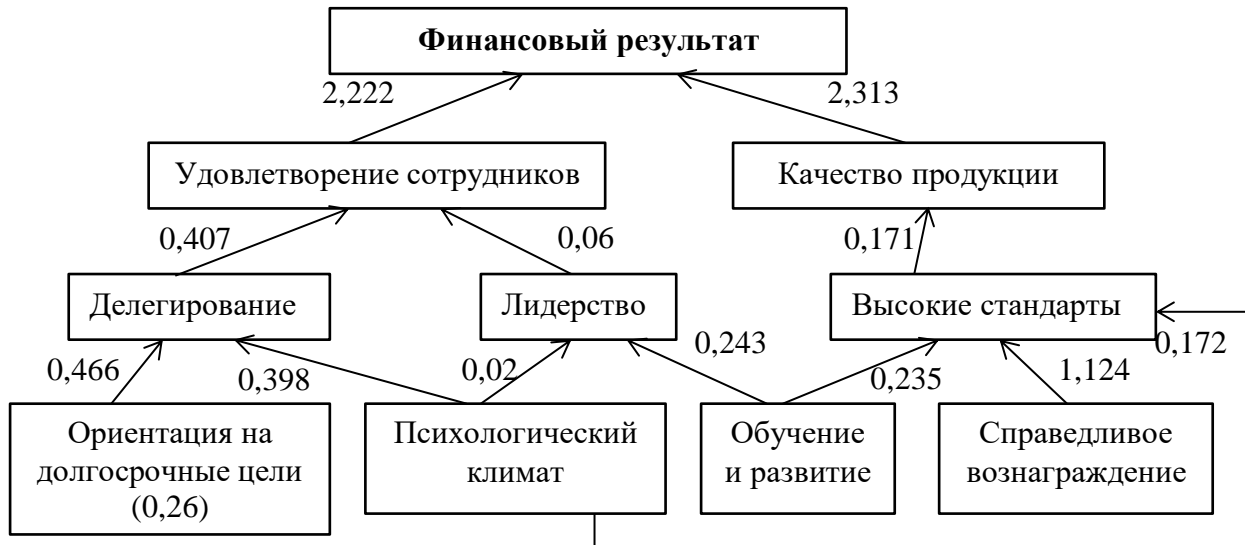 Финансовый результат
2,222
2,313
Удовлетворение сотрудников
Качество продукции
0,407
0,06
0,171
Делегирование
Лидерство
Высокие стандарты
0,466
0,398
0,02
0,243
0,235
1,124
0,172
Ориентация на
долгосрочные цели
(0,26)
Психологический
климат
Обучение
и развитие
Справедливое
вознаграждение